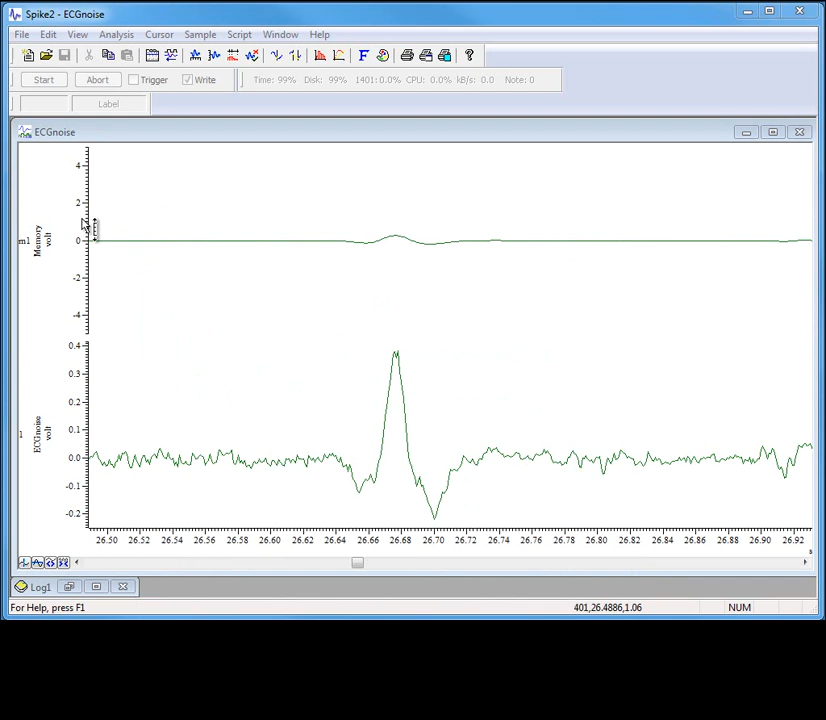 Spike2 - ECGnoise
File Edit View Analysis Cursor Sample Script Window Help
Start Abort Trigger Write Time: 99% Disk: 99% 1401: 0.0% CPU: 0.0% kB/s: 0.0 Note: 0
Label
ECGnoise
4
2
0
-2
-4
m1
Memory
volt
0.4
0.3
0.2
0.1
0.0
-0.1
-0.2
1
ECGnoise
volt
26.50 26.52 26.54 26.56 26.58 26.60 26.62 26.64 26.66 26.68 26.70 26.72 26.74 26.76 26.78 26.80 26.82 26.84 26.86 26.88 26.90 26.92
s
Log1
For Help, press F1 401,26.4886,1.06 NUM